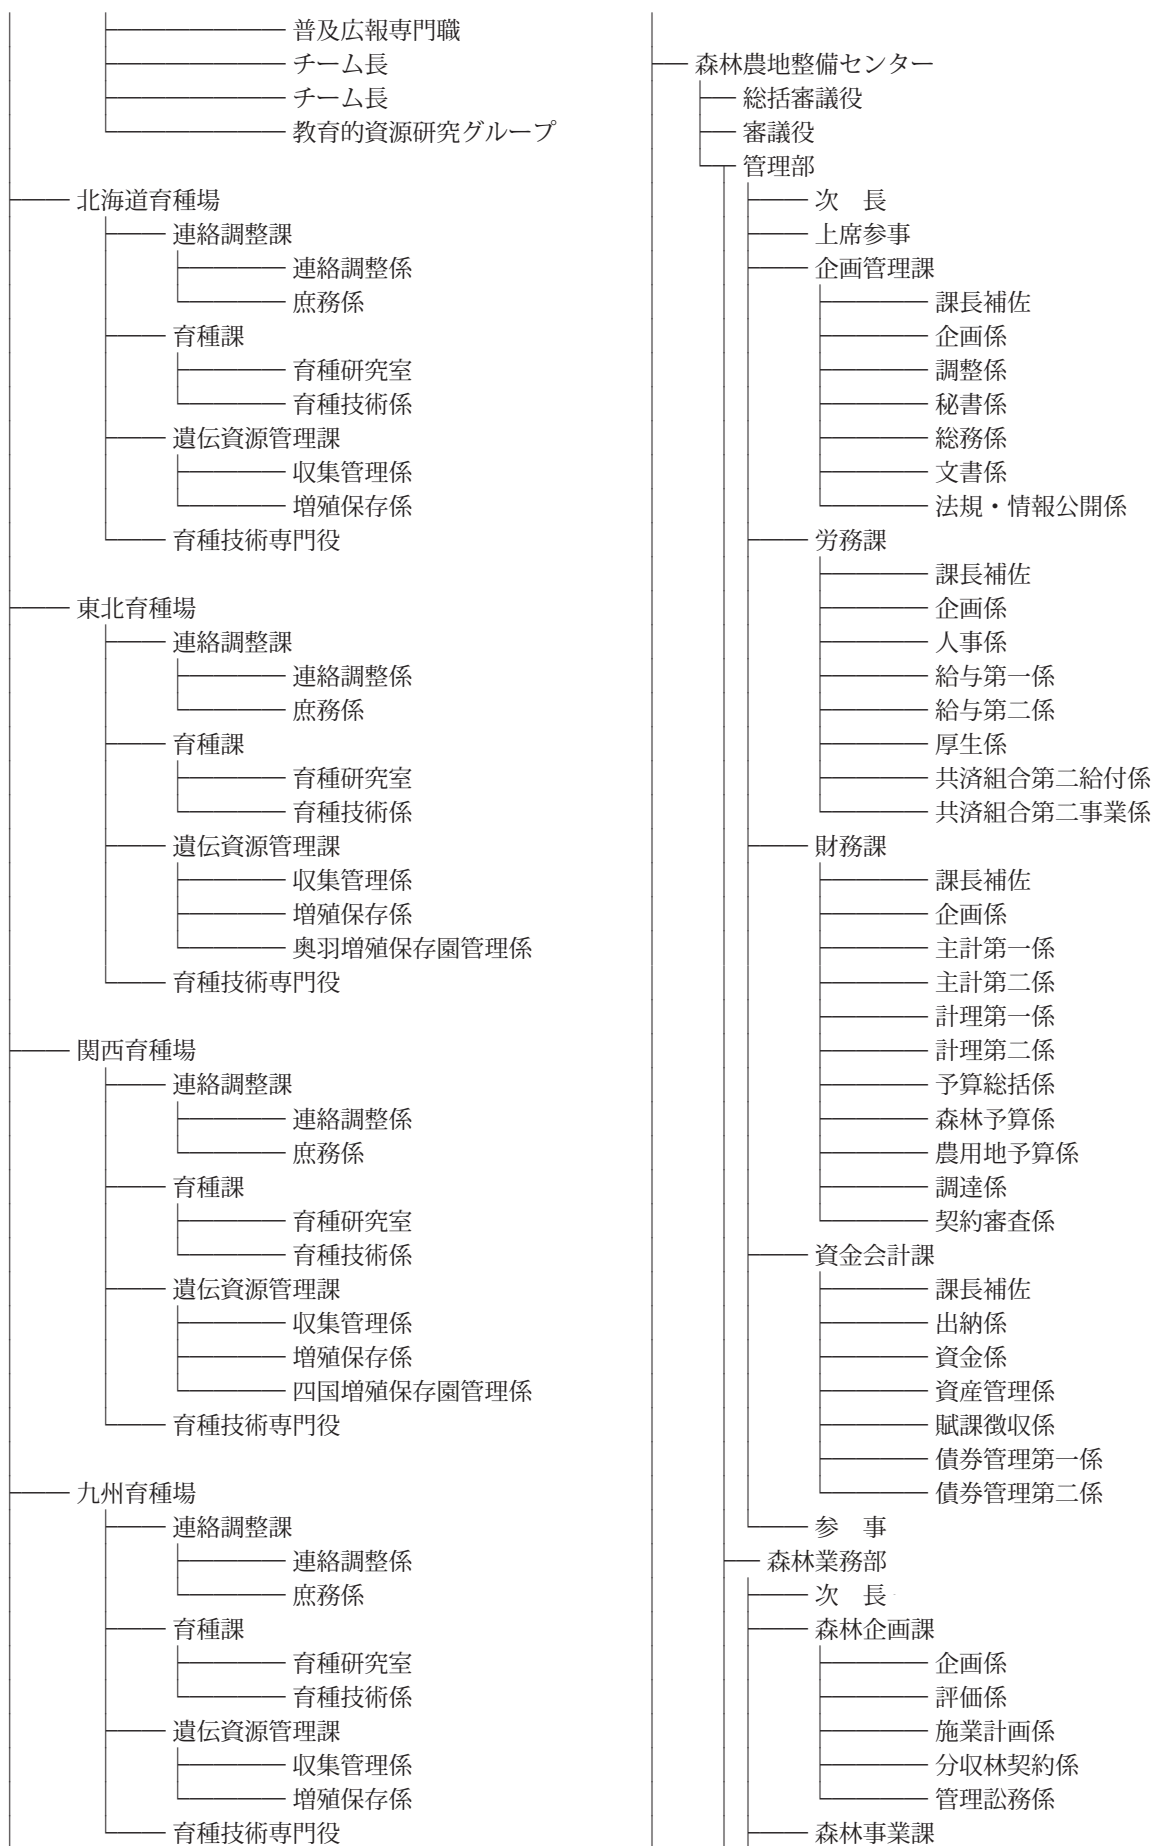 普及広報専門職
チーム長
チーム長
教育的資源研究グループ
北海道育種場
連絡調整課
連絡調整係
庶務係
育種課
育種研究室
育種技術係
遺伝資源管理課
収集管理係
増殖保存係
育種技術専門役
東北育種場
連絡調整課
連絡調整係
庶務係
育種課
育種研究室
育種技術係
遺伝資源管理課
収集管理係
増殖保存係
奥羽増殖保存園管理係
育種技術専門役
関西育種場
連絡調整課
連絡調整係
庶務係
育種課
育種研究室
育種技術係
遺伝資源管理課
収集管理係
増殖保存係
四国増殖保存園管理係
育種技術専門役
九州育種場
連絡調整課
連絡調整係
庶務係
育種課
育種研究室
育種技術係
遺伝資源管理課
収集管理係
増殖保存係
育種技術専門役
森林農地整備センター
総括審議役
審議役
管理部
次　長
上席参事
企画管理課
課長補佐
企画係
調整係
秘書係
総務係
文書係
法規・情報公開係
労務課
課長補佐
企画係
人事係
給与第一係
給与第二係
厚生係
共済組合第二給付係
共済組合第二事業係
財務課
課長補佐
企画係
主計第一係
主計第二係
計理第一係
計理第二係
予算総括係
森林予算係
農用地予算係
調達係
契約審査係
資金会計課
課長補佐
出納係
資金係
資産管理係
賦課徴収係
債券管理第一係
債券管理第二係
参　事
森林業務部
次　長
森林企画課
企画係
評価係
施業計画係
分収林契約係
管理訟務係
森林事業課